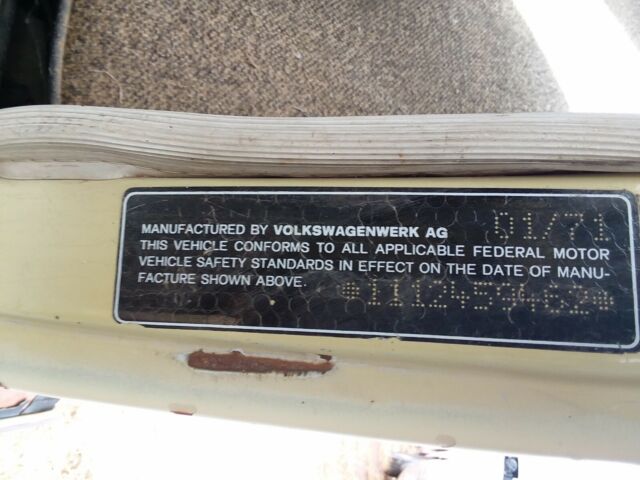 MANUFACTURED BY VOLKSWAGENWERK AG 01/71
THIS VEHICLE CONFORMS TO ALL APPLICABLE FEDERAL MOTOR
VEHICLE SAFETY STANDARDS IN EFFECT ON THE DATE OF MANU-
FACTURE SHOWN ABOVE.